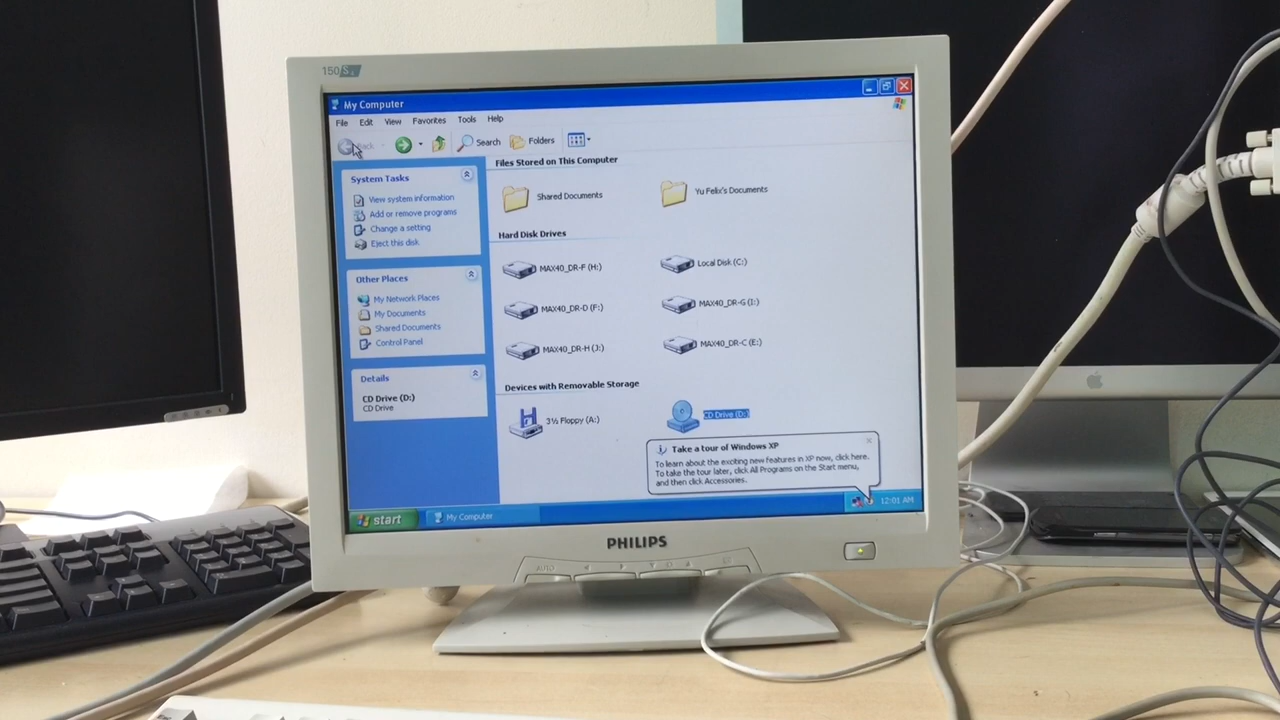 150S4
My Computer
File Edit View Favorites Tools Help
Back Search Folders
System Tasks
View system information
Add or remove programs
Change a setting
Eject this disk
Other Places
My Network Places
My Documents
Shared Documents
Control Panel
Details
CD Drive (D:)
CD Drive
Files Stored on This Computer
Shared Documents Yu Felix's Documents
Hard Disk Drives
MAX40_DR-F (H:) Local Disk (C:)
MAX40_DR-D (F:) MAX40_DR-G (I:)
MAX40_DR-H (J:) MAX40_DR-C (E:)
Devices with Removable Storage
3½ Floppy (A:) CD Drive (D:)
Take a tour of Windows XP
To learn about the exciting new features in XP now, click here.
To take the tour later, click All Programs on the Start menu,
and then click Accessories.
start My Computer 12:01 AM
PHILIPS
AUTO